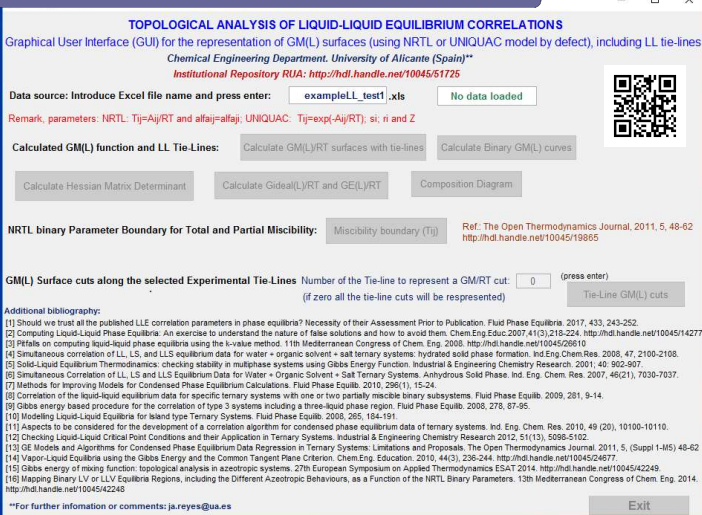 TOPOLOGICAL ANALYSIS OF LIQUID-LIQUID EQUILIBRIUM CORRELATIONS
Graphical User Interface (GUI) for the representation of GM(L) surfaces (using NRTL or UNIQUAC model by defect), including LL tie-lines
Chemical Engineering Department. University of Alicante (Spain)**
Institutional Repository RUA: http://hdl.handle.net/10045/51725
Data source: Introduce Excel file name and press enter: exampleLL_test1 .xls No data loaded
Remark, parameters: NRTL: Tij=Aij/RT and alfaij=alfaji; UNIQUAC: Tij=exp(-Aij/RT); si; ri and Z
Calculated GM(L) function and LL Tie-Lines: Calculate GM(L)/RT surfaces with tie-lines Calculate Binary GM(L) curves
Calculate Hessian Matrix Determinant Calculate Gideal(L)/RT and GE(L)/RT Composition Diagram
NRTL binary Parameter Boundary for Total and Partial Miscibility: Miscibility boundary (Tij) Ref.: The Open Thermodynamics Journal, 2011, 5, 48-62
http://hdl.handle.net/10045/19865
GM(L) Surface cuts along the selected Experimental Tie-Lines Number of the Tie-line to represent a GM/RT cut: 0 (press enter)
(if zero all the tie-line cuts will be respresented) Tie-Line GM(L) cuts
Additional bibliography:
[1] Should we trust all the published LLE correlation parameters in phase equilibria? Necesity of their Assessment Prior to Publication. Fluid Phase Equilibria. 2017, 433, 243-252.
[2] Computing Liquid-Liquid Phase Equilibria: An exercise to understand the nature of false solutions and how to avoid them. Chem.Eng.Educ.2007,41(3),218-224. http://hdl.handle.net/10045/14277
[3] Pitfalls on computing liquid-liquid phase equilibria using the k-value method. 11th Mediterranean Congress of Chem. Eng. 2008. http://hdl.handle.net/10045/26610
[4] Simultaneous correlation of LL, LS, and LLS equilibrium data for water + organic solvent + salt ternary systems: hydrated solid phase formation. Ind.Eng.Chem.Res. 2008, 47, 2100-2108.
[5] Solid-Liquid Equilibrium Thermodinamics: checking stability in multiphase systems using Gibbs Energy Function. Industrial & Engineering Chemistry Research. 2001; 40: 902-907.
[6] Simultaneous Correlation of LL, LS and LLS Equilibrium Data for Water + Organic Solvent + Salt Ternary Systems. Anhydrous Solid Phase. Ind. Eng. Chem. Res. 2007, 46(21), 7030-7037.
[7] Methods for Improving Models for Condensed Phase Equilibrium Calculations. Fluid Phase Equilib. 2010, 296(1), 15-24.
[8] Correlation of the liquid-liquid equilibrium data for specific ternary systems with one or two partially miscible binary subsystems. Fluid Phase Equilib. 2009, 281, 9-14.
[9] Gibbs energy based procedure for the correlation of type 3 systems including a three-liquid phase region. Fluid Phase Equilib. 2008, 278, 87-95.
[10] Modelling Liquid-Liquid Equilibria for Island type Ternary Systems. Fluid Phase Equilib. 2008, 265, 184-191.
[11] Aspects to be considered for the development of a correlation algorithm for condensed phase equilibrium data of ternary systems. Ind. Eng. Chem. Res. 2010, 49 (20), 10100-10110.
[12] Checking Liquid-Liquid Critical Point Conditions and their Application in Ternary Systems. Industrial & Engineering Chemistry Research 2012, 51(13), 5098-5102.
[13] GE Models and Algorithms for Condensed Phase Equilibrium Data Regression in Ternary Systems: Limitations and Proposals. The Open Thermodynamics Journal. 2011, 5, (Suppl 1-M5) 48-62
[14] Vapor-Liquid Equilibria using the Gibbs Energy and the Common Tangent Plane Criterion. Chem.Eng. Education. 2010, 44(3), 236-244. http://hdl.handle.net/10045/24677.
[15] Gibbs energy of mixing function: topological analysis in azeotropic systems. 27th European Symposium on Applied Thermodynamics ESAT 2014. http://hdl.handle.net/10045/42249.
[16] Mapping Binary LV or LLV Equilibria Regions, including the Different Azeotropic Behaviours, as a Function of the NRTL Binary Parameters. 13th Mediterranean Congress of Chem. Eng. 2014.
http://hdl.handle.net/10045/42248
**For further infomation or comments: ja.reyes@ua.es Exit